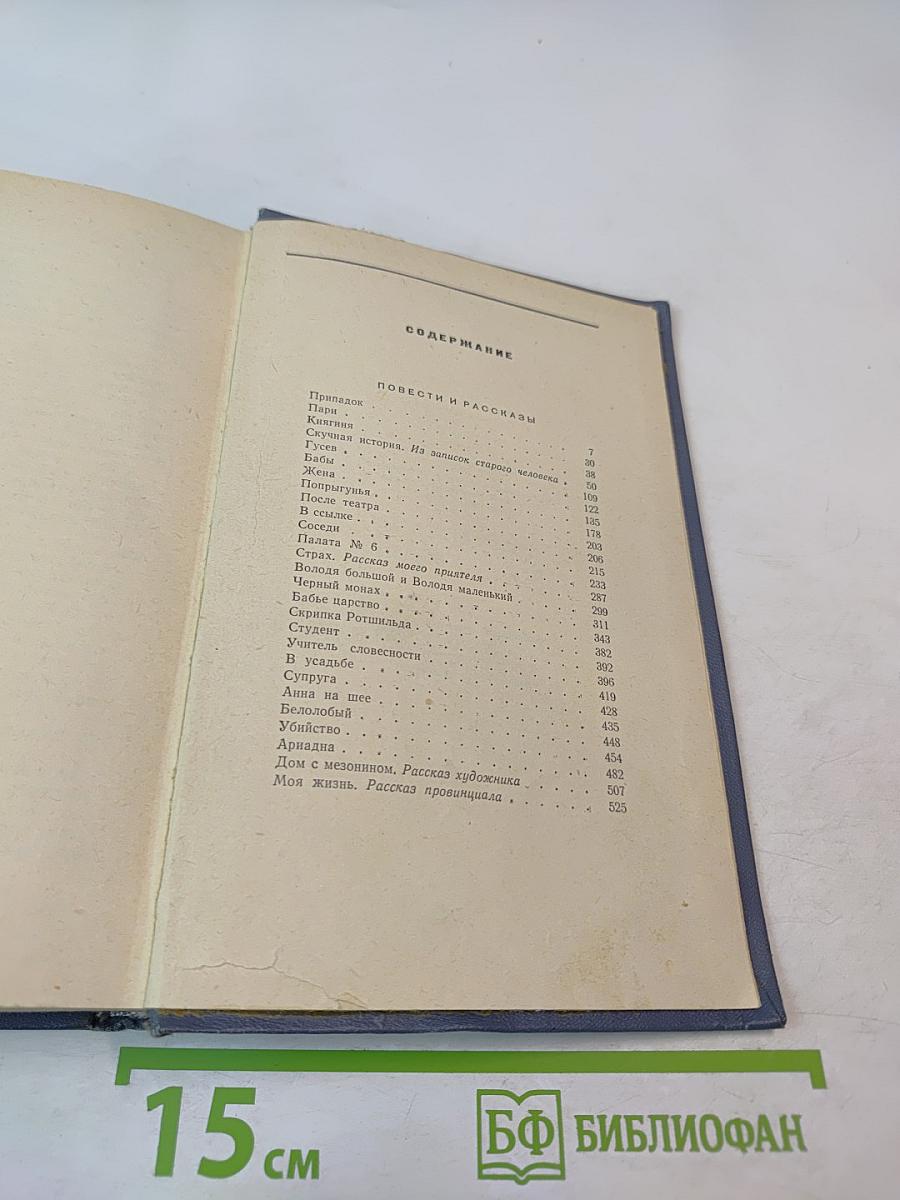 СОДЕРЖАНИЕ
ПОВЕСТИ И РАССКАЗЫ
Припадок . . . . . . . . . . 7
Пари . . . . . . . . . . 30
Княгиня . . . . . . . . . . 38
Скучная история. Из записок старого человека . 50
Гусев . . . . . . . . . . 109
Бабы . . . . . . . . . . 122
Жена . . . . . . . . . . 135
Попрыгунья . . . . . . . . . . 178
После театра . . . . . . . . . . 203
В ссылке . . . . . . . . . . 206
Соседи . . . . . . . . . . 215
Палата № 6 . . . . . . . . . . 233
Страх. Рассказ моего приятеля . . . . . 287
Володя большой и Володя маленький . . . . 299
Черный монах . . . . . . . . . . 311
Бабье царство . . . . . . . . . . 343
Скрипка Ротшильда . . . . . . . . . 382
Студент . . . . . . . . . . 392
Учитель словесности . . . . . . . . 396
В усадьбе . . . . . . . . . . 419
Супруга . . . . . . . . . . 428
Анна на шее . . . . . . . . . . 435
Белолобый . . . . . . . . . . 448
Убийство . . . . . . . . . . 454
Ариадна . . . . . . . . . . 482
Дом с мезонином. Рассказ художника . . . . 507
Моя жизнь. Рассказ провинциала . . . . . 525
15 см
БФ БИБЛИОФАН